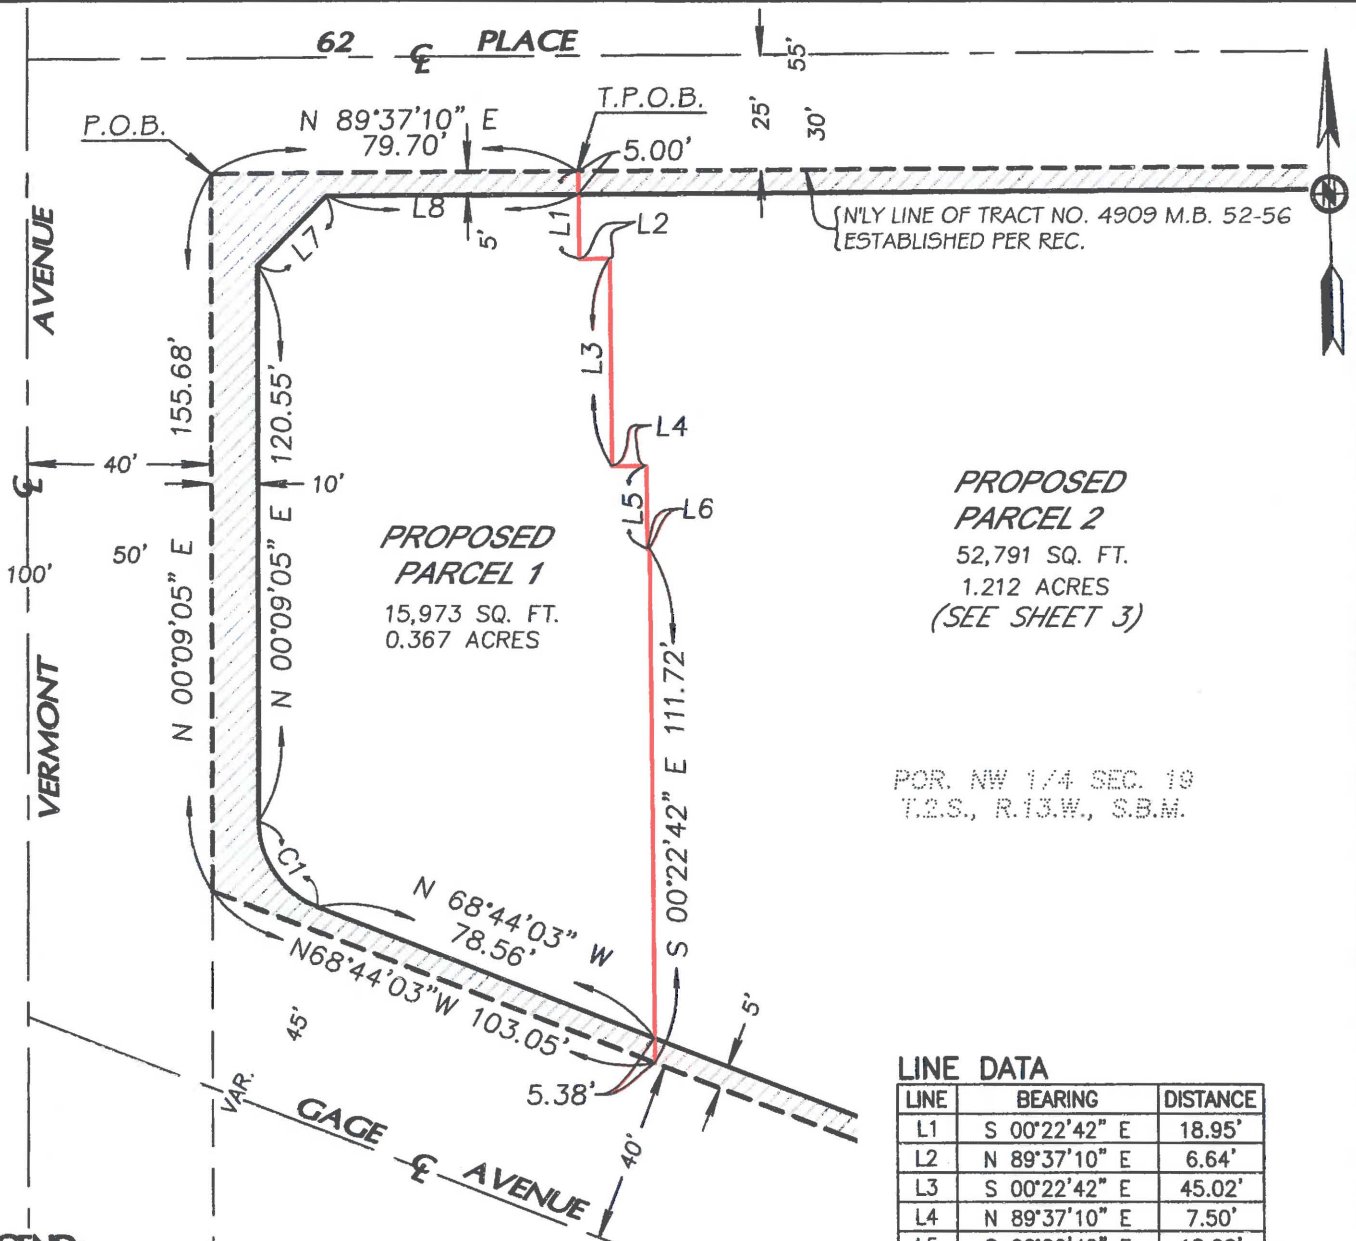 62 ℄ PLACE
55'
P.O.B.
N 89°37'10" E
79.70'
T.P.O.B.
5.00'
25'
30'
L8
L7
5'
L1
L2
N'LY LINE OF TRACT NO. 4909 M.B. 52-56
ESTABLISHED PER REC.
N
AVENUE
155.68'
120.55'
L3
L4
40'
℄
10'
L5
L6
50'
100'
N 00°09'05" E
N 00°09'05" E
PROPOSED
PARCEL 1
15,973 SQ. FT.
0.367 ACRES
PROPOSED
PARCEL 2
52,791 SQ. FT.
1.212 ACRES
(SEE SHEET 3)
VERMONT
S 00°22'42" E 111.72'
POR. NW 1/4 SEC. 19
T.2.S., R.13.W., S.B.M.
C1
N 68°44'03" W
78.56'
N68°44'03"W 103.05'
45'
5'
5.38'
VAR.
GAGE ℄ AVENUE
40'
LINE DATA
LINE BEARING DISTANCE
L1 S 00°22'42" E 18.95'
L2 N 89°37'10" E 6.64'
L3 S 00°22'42" E 45.02'
L4 N 89°37'10" E 7.50'